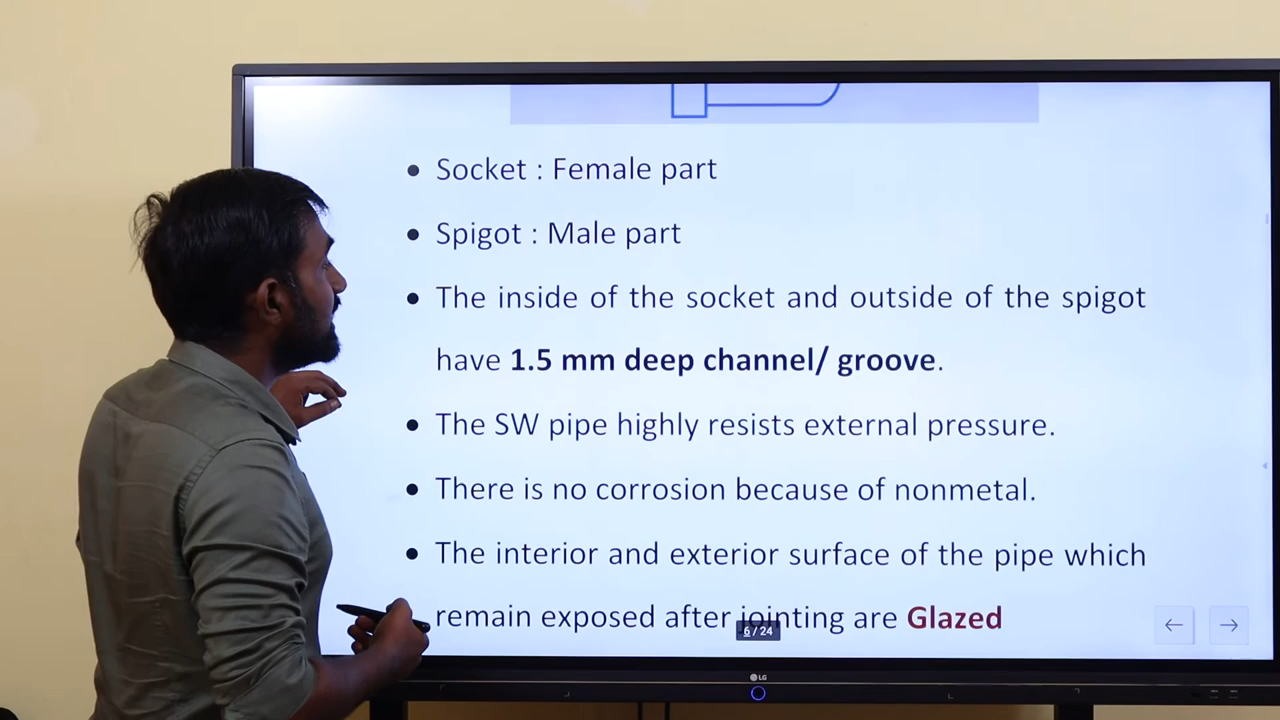 • Socket : Female part
• Spigot : Male part
• The inside of the socket and outside of the spigot
have 1.5 mm deep channel/ groove.
• The SW pipe highly resists external pressure.
• There is no corrosion because of nonmetal.
• The interior and exterior surface of the pipe which
remain exposed after jointing are Glazed
6 / 24
LG